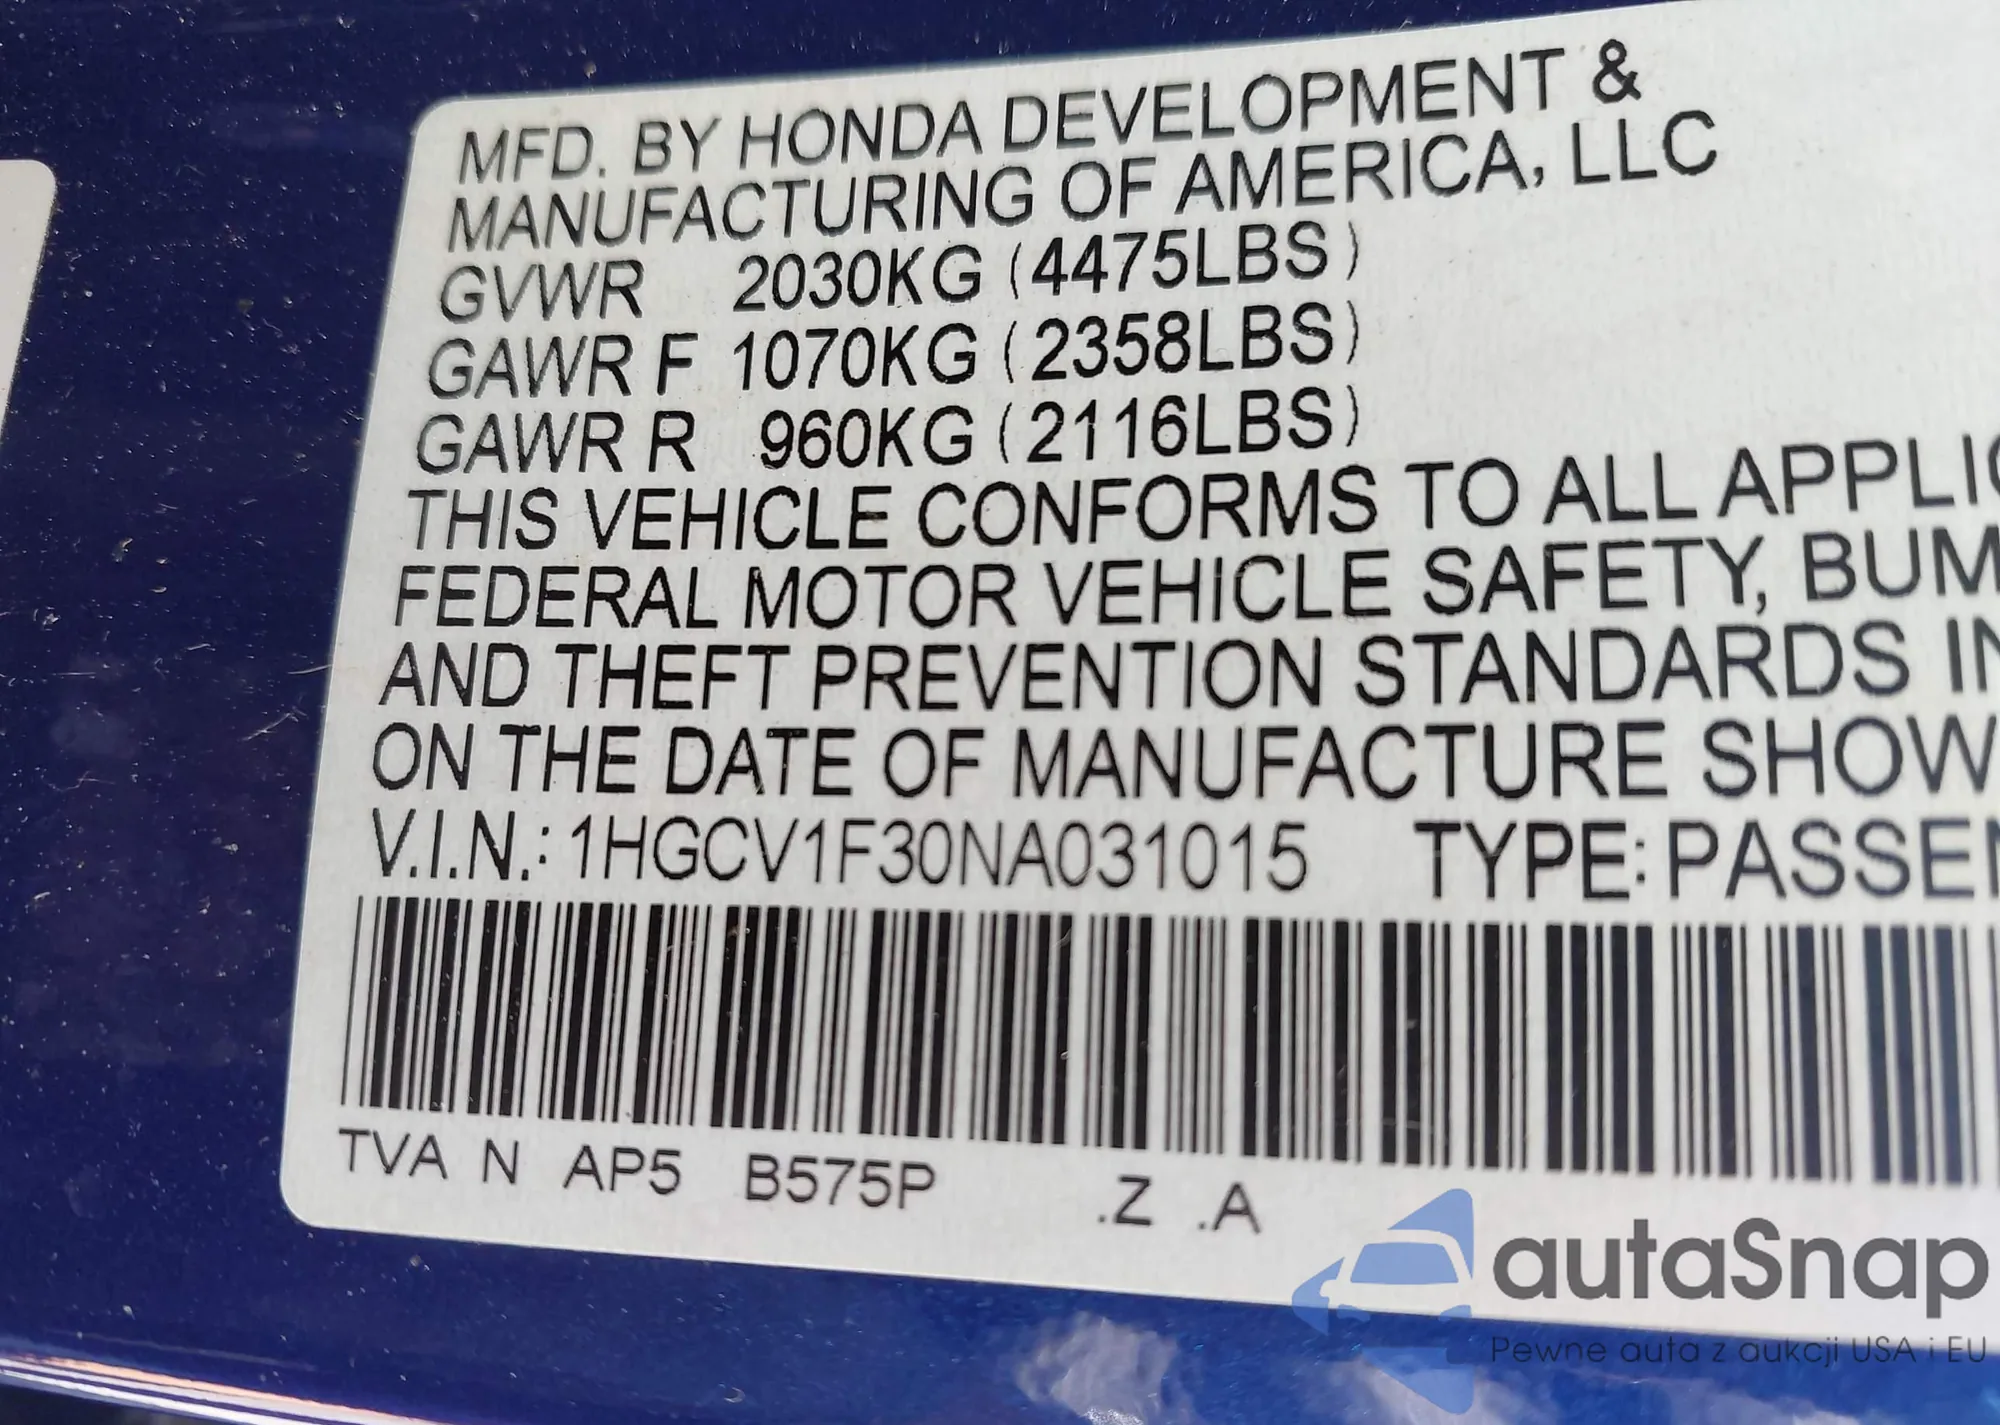 MFD. BY HONDA DEVELOPMENT &
MANUFACTURING OF AMERICA, LLC
GVWR 2030KG (4475LBS)
GAWR F 1070KG (2358LBS)
GAWR R 960KG (2116LBS)
THIS VEHICLE CONFORMS TO ALL APPLIC
FEDERAL MOTOR VEHICLE SAFETY, BUM
AND THEFT PREVENTION STANDARDS IN
ON THE DATE OF MANUFACTURE SHOW
V.I.N.: 1HGCV1F30NA031015 TYPE: PASSEN
TVA N AP5 B575P .Z .A
autaSnap
Pewne auta z aukcji USA i EU